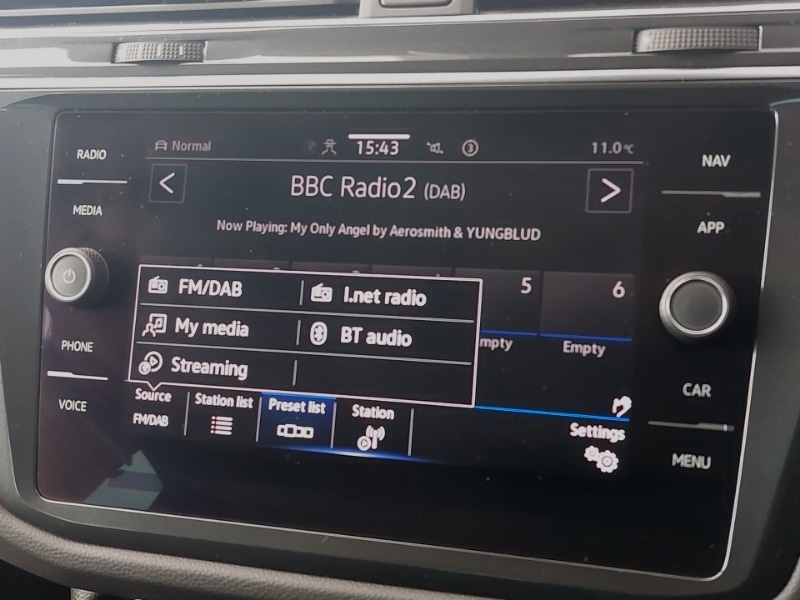 RADIO
Normal
15:43
3
11.0°C
NAV
MEDIA
BBC Radio2 (DAB)
APP
Now Playing: My Only Angel by Aerosmith & YUNGBLUD
FM/DAB
I.net radio
5
6
My media
BT audio
mpty
Empty
PHONE
Streaming
VOICE
Source
Station list
Preset list
Station
CAR
FM/DAB
Settings
MENU